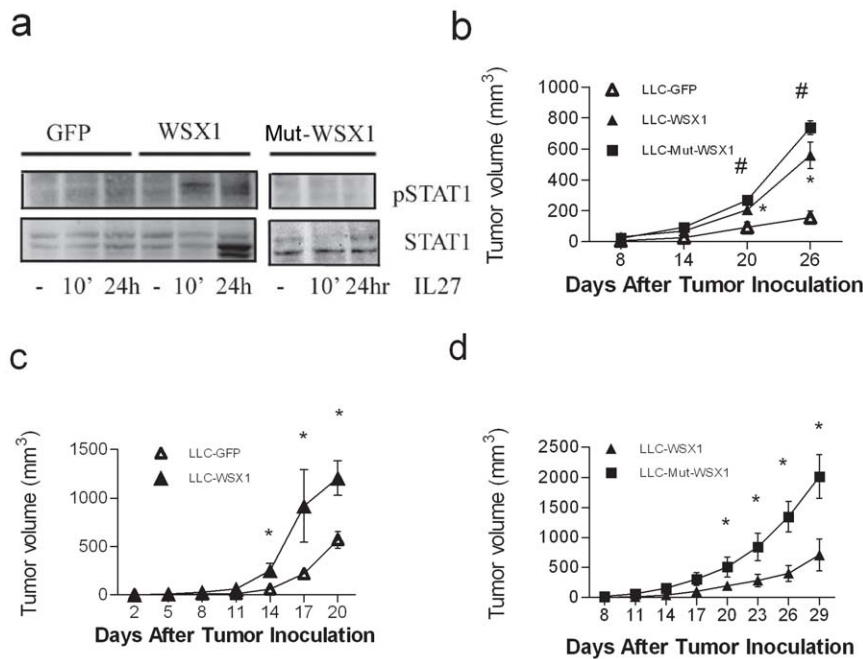 a
GFP WSX1 Mut-WSX1
pSTAT1
STAT1
- 10' 24h - 10' 24h - 10' 24hr IL27
b
Tumor volume (mm³)
1000
800
600
400
200
0
LLC-GFP
LLC-WSX1
LLC-Mut-WSX1
#
#
*
*
8 14 20 26
Days After Tumor Inoculation
c
Tumor volume (mm³)
1500
1000
500
0
LLC-GFP
LLC-WSX1
*
*
*
2 5 8 11 14 17 20
Days After Tumor Inoculation
d
Tumor volume (mm³)
2500
2000
1500
1000
500
0
LLC-WSX1
LLC-Mut-WSX1
*
*
*
*
8 11 14 17 20 23 26 29
Days After Tumor Inoculation